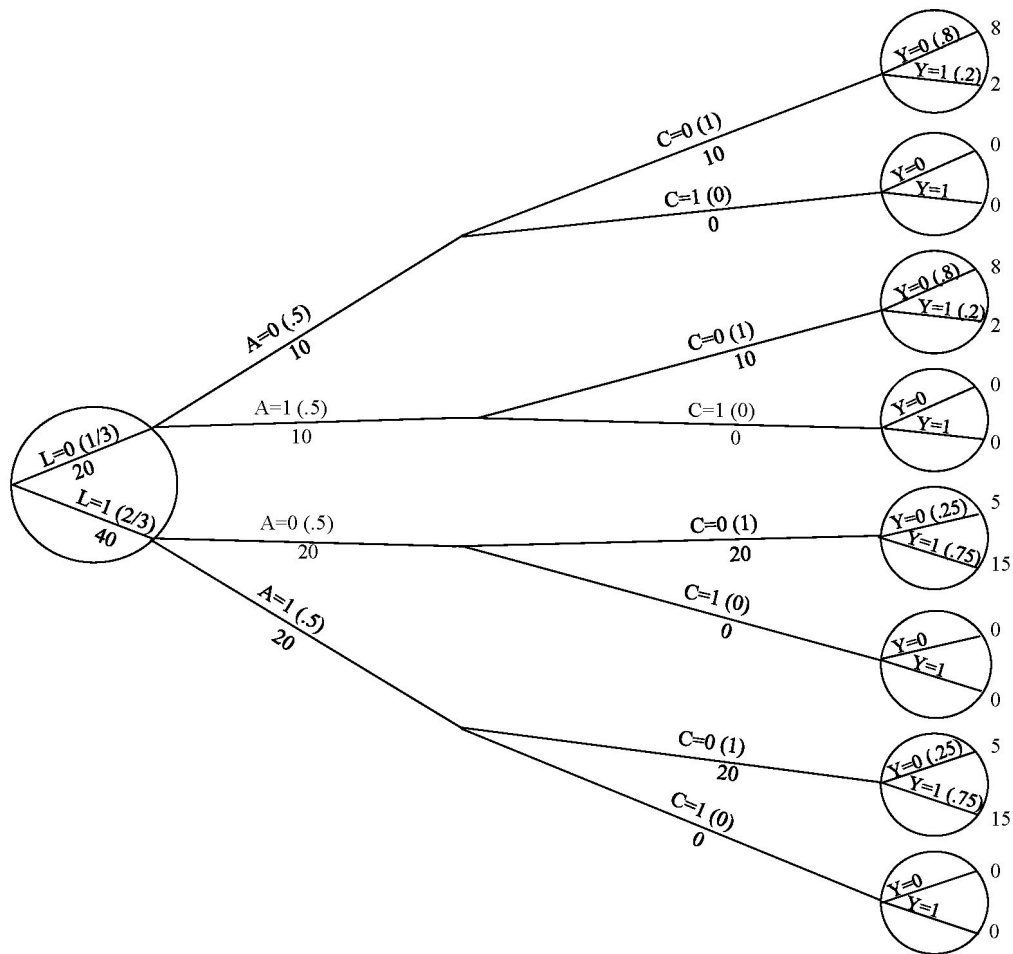 Y=0 (.8)
8
Y=1 (.2)
2
C=0 (1)
10
Y=0
0
Y=1
0
C=1 (0)
0
A=0 (.5)
10
Y=0 (.8)
8
Y=1 (.2)
2
C=0 (1)
10
A=1 (.5)
10
C=1 (0)
0
Y=0
0
Y=1
0
L=0 (1/3)
20
L=1 (2/3)
40
A=0 (.5)
20
C=0 (1)
20
Y=0 (.25)
5
Y=1 (.75)
15
C=1 (0)
0
Y=0
0
Y=1
0
A=1 (.5)
20
C=0 (1)
20
Y=0 (.25)
5
Y=1 (.75)
15
C=1 (0)
0
Y=0
0
Y=1
0